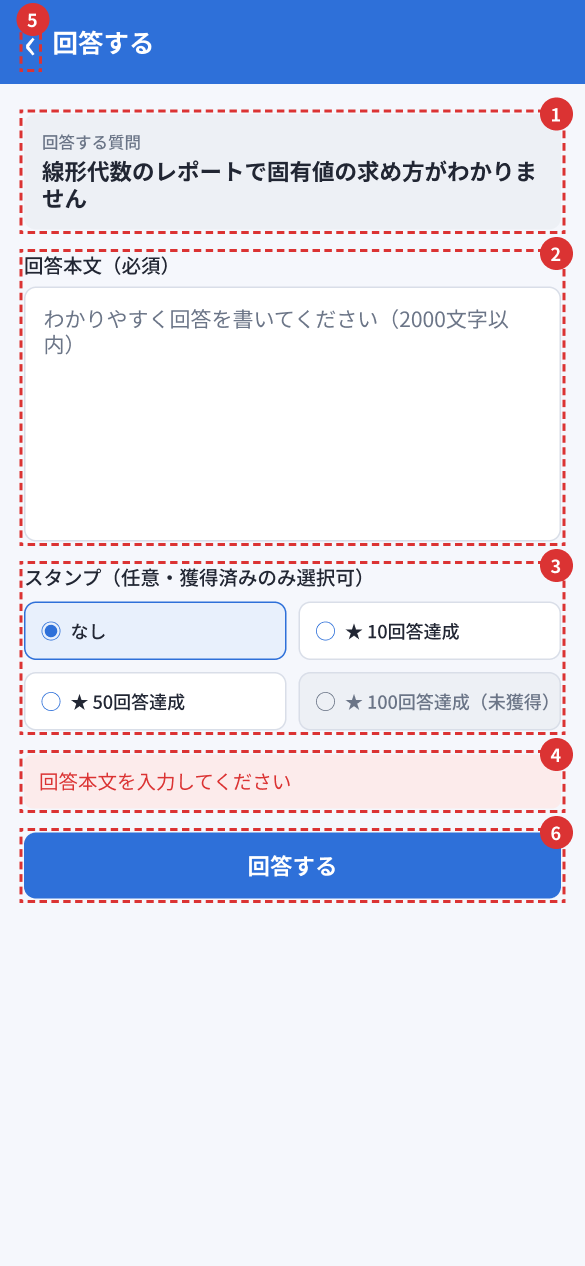 5
回答する
1
回答する質問
線形代数のレポートで固有値の求め方がわかりま
せん
2
回答本文（必須）
わかりやすく回答を書いてください（2000文字以
内）
3
スタンプ（任意・獲得済みのみ選択可）
なし
★ 10回答達成
★ 50回答達成
★ 100回答達成（未獲得）
4
回答本文を入力してください
6
回答する